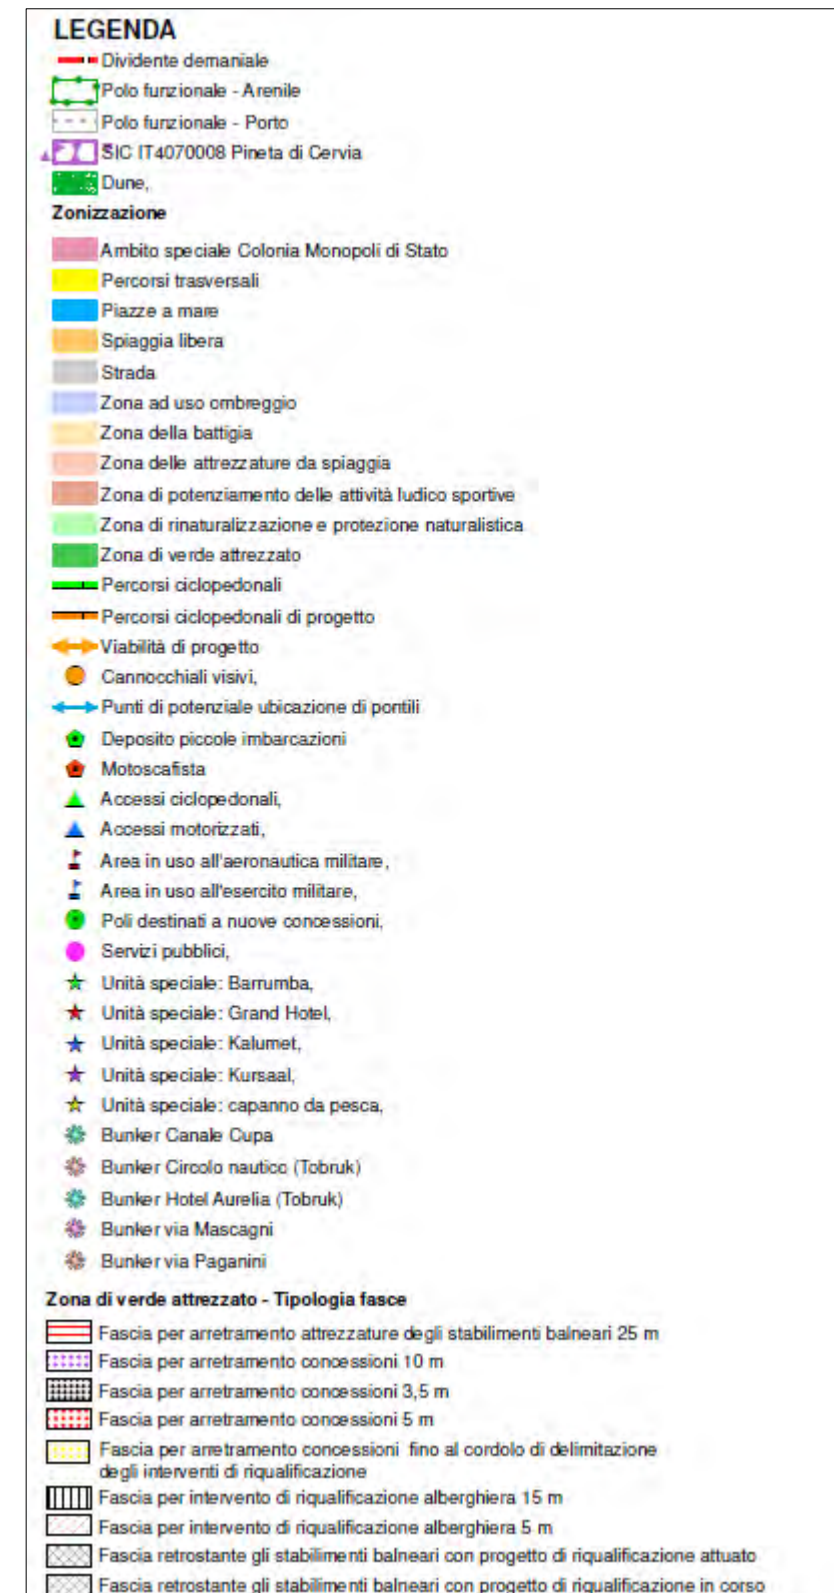 LEGENDA
Dividente demaniale
Polo funzionale - Arenile
Polo funzionale - Porto
SIC IT4070008 Pineta di Cervia
Dune,
Zonizzazione
Ambito speciale Colonia Monopoli di Stato
Percorsi trasversali
Piazze a mare
Spiaggia libera
Strada
Zona ad uso ombreggio
Zona della battigia
Zona delle attrezzature da spiaggia
Zona di potenziamento delle attività ludico sportive
Zona di rinaturalizzazione e protezione naturalistica
Zona di verde attrezzato
Percorsi ciclopedonali
Percorsi ciclopedonali di progetto
Viabilità di progetto
Cannocchiali visivi,
Punti di potenziale ubicazione di pontili
Deposito piccole imbarcazioni
Motoscafista
Accessi ciclopedonali,
Accessi motorizzati,
Area in uso all'aeronautica militare,
Area in uso all'esercito militare,
Poli destinati a nuove concessioni,
Servizi pubblici,
Unità speciale: Barrumba,
Unità speciale: Grand Hotel,
Unità speciale: Kalumet,
Unità speciale: Kursaal,
Unità speciale: capanno da pesca,
Bunker Canale Cupa
Bunker Circolo nautico (Tobruk)
Bunker Hotel Aurelia (Tobruk)
Bunker via Mascagni
Bunker via Paganini
Zona di verde attrezzato - Tipologia fasce
Fascia per arretramento attrezzature degli stabilimenti balneari 25 m
Fascia per arretramento concessioni 10 m
Fascia per arretramento concessioni 3,5 m
Fascia per arretramento concessioni 5 m
Fascia per arretramento concessioni fino al cordolo di delimitazione
degli interventi di riqualificazione
Fascia per intervento di riqualificazione alberghiera 15 m
Fascia per intervento di riqualificazione alberghiera 5 m
Fascia retrostante gli stabilimenti balneari con progetto di riqualificazione attuato
Fascia retrostante gli stabilimenti balneari con progetto di riqualificazione in corso